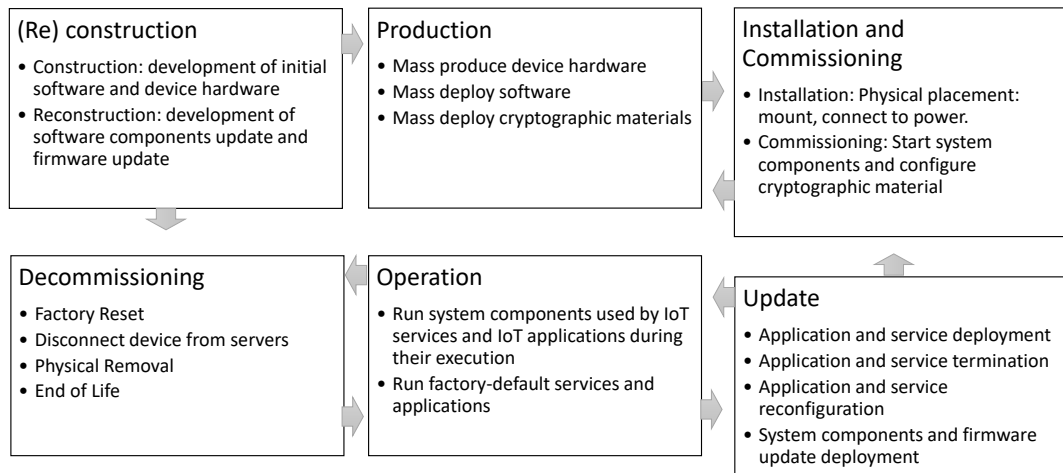 (Re) construction
• Construction: development of initial
software and device hardware
• Reconstruction: development of
software components update and
firmware update
Production
• Mass produce device hardware
• Mass deploy software
• Mass deploy cryptographic materials
Installation and
Commissioning
• Installation: Physical placement:
mount, connect to power.
• Commissioning: Start system
components and configure
cryptographic material
Decommissioning
• Factory Reset
• Disconnect device from servers
• Physical Removal
• End of Life
Operation
• Run system components used by IoT
services and IoT applications during
their execution
• Run factory-default services and
applications
Update
• Application and service deployment
• Application and service termination
• Application and service
reconfiguration
• System components and firmware
update deployment